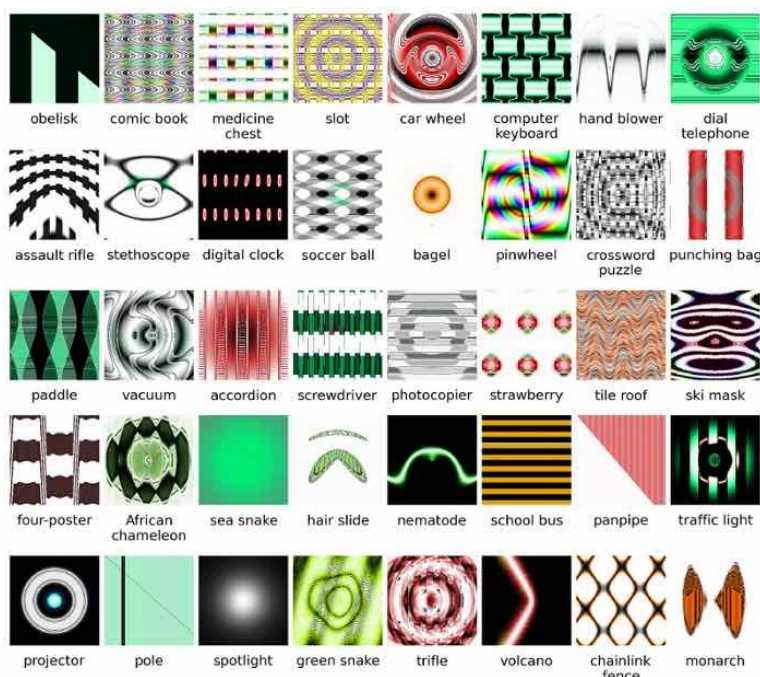 obelisk
comic book
medicine
chest
slot
car wheel
computer
keyboard
hand blower
dial
telephone
assault rifle
stethoscope
digital clock
soccer ball
bagel
pinwheel
crossword
puzzle
punching bag
paddle
vacuum
accordion
screwdriver
photocopier
strawberry
tile roof
ski mask
four-poster
African
chameleon
sea snake
hair slide
nematode
school bus
panpipe
traffic light
projector
pole
spotlight
green snake
trifle
volcano
chainlink
fence
monarch